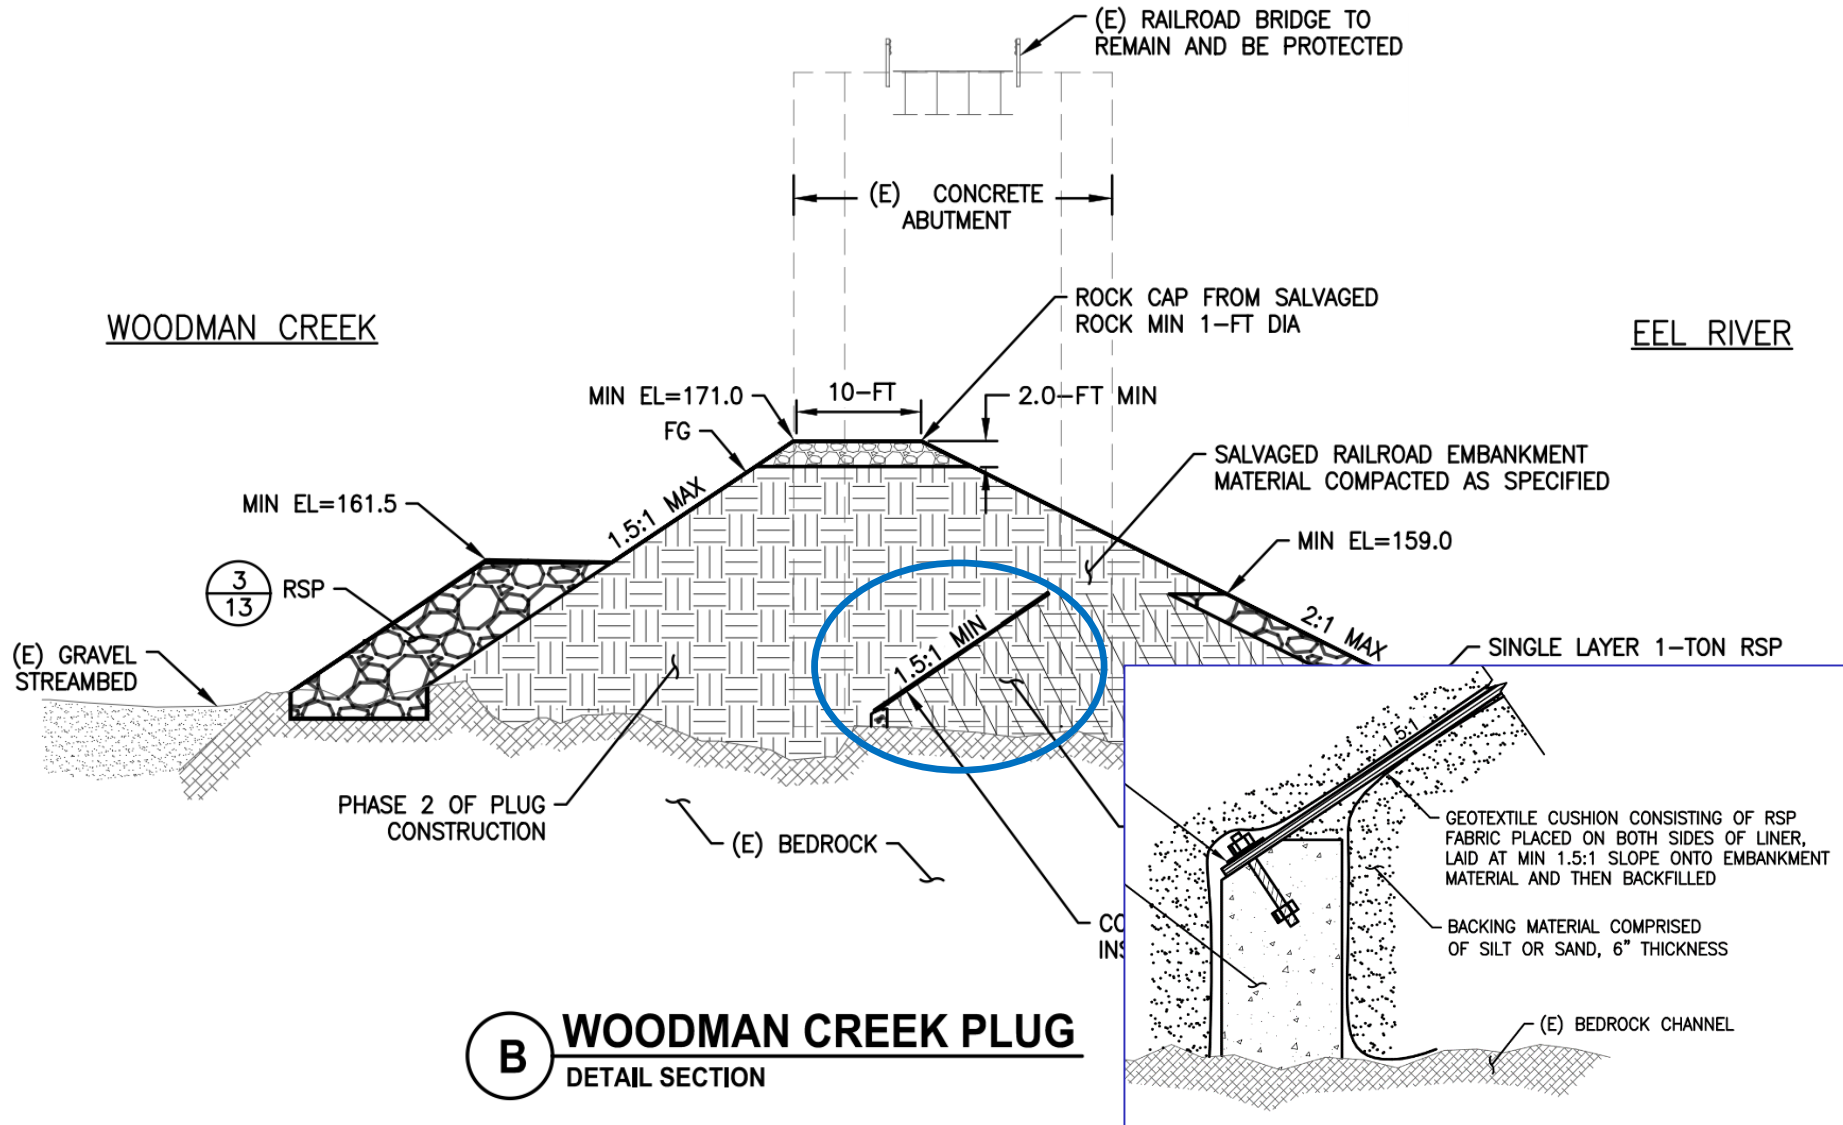 (E) RAILROAD BRIDGE TO
REMAIN AND BE PROTECTED
(E) CONCRETE
ABUTMENT
WOODMAN CREEK
EEL RIVER
ROCK CAP FROM SALVAGED
ROCK MIN 1-FT DIA
MIN EL=171.0
10-FT
2.0-FT MIN
FG
SALVAGED RAILROAD EMBANKMENT
MATERIAL COMPACTED AS SPECIFIED
MIN EL=161.5
1.5:1 MAX
MIN EL=159.0
3
13
RSP
2:1 MAX
1.5:1 MIN
(E) GRAVEL
STREAMBED
SINGLE LAYER 1-TON RSP
1.5:1
PHASE 2 OF PLUG
CONSTRUCTION
(E) BEDROCK
GEOTEXTILE CUSHION CONSISTING OF RSP
FABRIC PLACED ON BOTH SIDES OF LINER,
LAID AT MIN 1.5:1 SLOPE ONTO EMBANKMENT
MATERIAL AND THEN BACKFILLED
BACKING MATERIAL COMPRISED
OF SILT OR SAND, 6" THICKNESS
(E) BEDROCK CHANNEL
B
WOODMAN CREEK PLUG
DETAIL SECTION